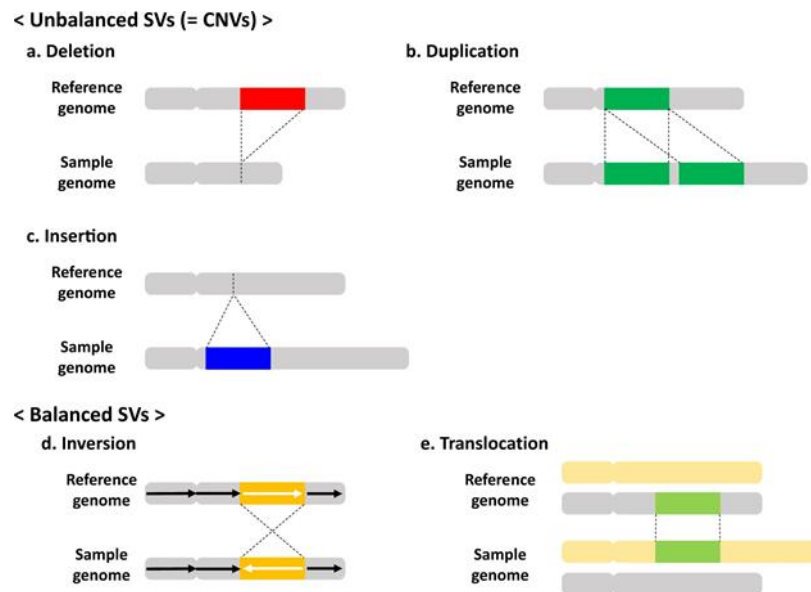 < Unbalanced SVs (= CNVs) >
a. Deletion
Reference
genome
Sample
genome
b. Duplication
Reference
genome
Sample
genome
c. Insertion
Reference
genome
Sample
genome
< Balanced SVs >
d. Inversion
Reference
genome
Sample
genome
e. Translocation
Reference
genome
Sample
genome